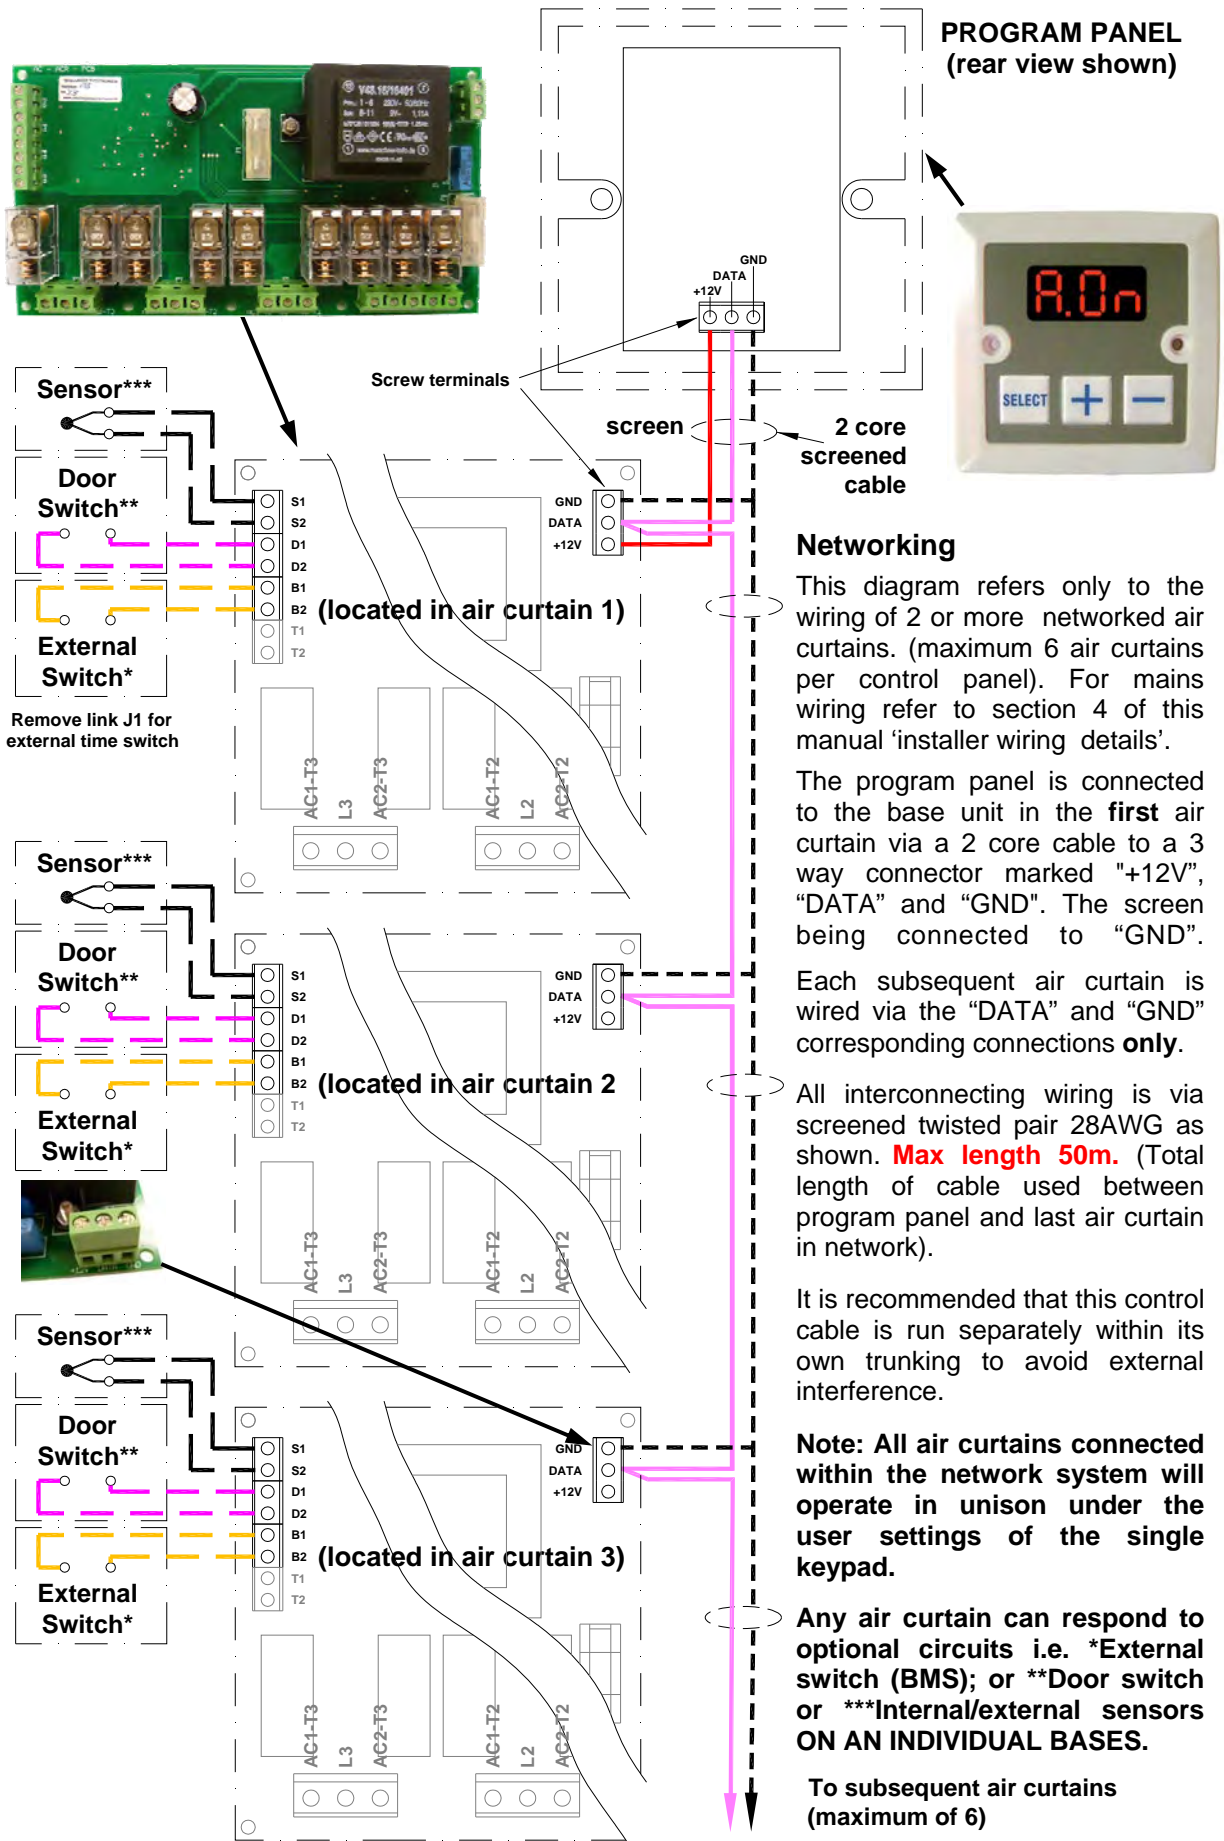 PROGRAM PANEL
(rear view shown)
AC - ACR - PCB
V43.16/16401
GND
DATA
+12V
A.On
SELECT
+
−
Screw terminals
screen
2 core
screened
cable
Sensor***
Door
Switch**
External
Switch*
Remove link J1 for
external time switch
S1
S2
D1
D2
B1
B2
T1
T2
GND
DATA
+12V
(located in air curtain 1)
AC1-T3
L3
AC2-T3
AC1-T2
L2
AC2-T2
Sensor***
Door
Switch**
External
Switch*
S1
S2
D1
D2
B1
B2
T1
T2
GND
DATA
+12V
(located in air curtain 2
AC1-T3
L3
AC2-T3
AC1-T2
L2
AC2-T2
Sensor***
Door
Switch**
External
Switch*
S1
S2
D1
D2
B1
B2
T1
T2
GND
DATA
+12V
(located in air curtain 3)
AC1-T3
L3
AC2-T3
AC1-T2
L2
AC2-T2
Networking
This diagram refers only to the
wiring of 2 or more networked air
curtains. (maximum 6 air curtains
per control panel). For mains
wiring refer to section 4 of this
manual ‘installer wiring details’.
The program panel is connected
to the base unit in the first air
curtain via a 2 core cable to a 3
way connector marked "+12V”,
“DATA” and “GND". The screen
being connected to “GND”.
Each subsequent air curtain is
wired via the “DATA” and “GND”
corresponding connections only.
All interconnecting wiring is via
screened twisted pair 28AWG as
shown. Max length 50m. (Total
length of cable used between
program panel and last air curtain
in network).
It is recommended that this control
cable is run separately within its
own trunking to avoid external
interference.
Note: All air curtains connected
within the network system will
operate in unison under the
user settings of the single
keypad.
Any air curtain can respond to
optional circuits i.e. *External
switch (BMS); or **Door switch
or ***Internal/external sensors
ON AN INDIVIDUAL BASES.
To subsequent air curtains
(maximum of 6)